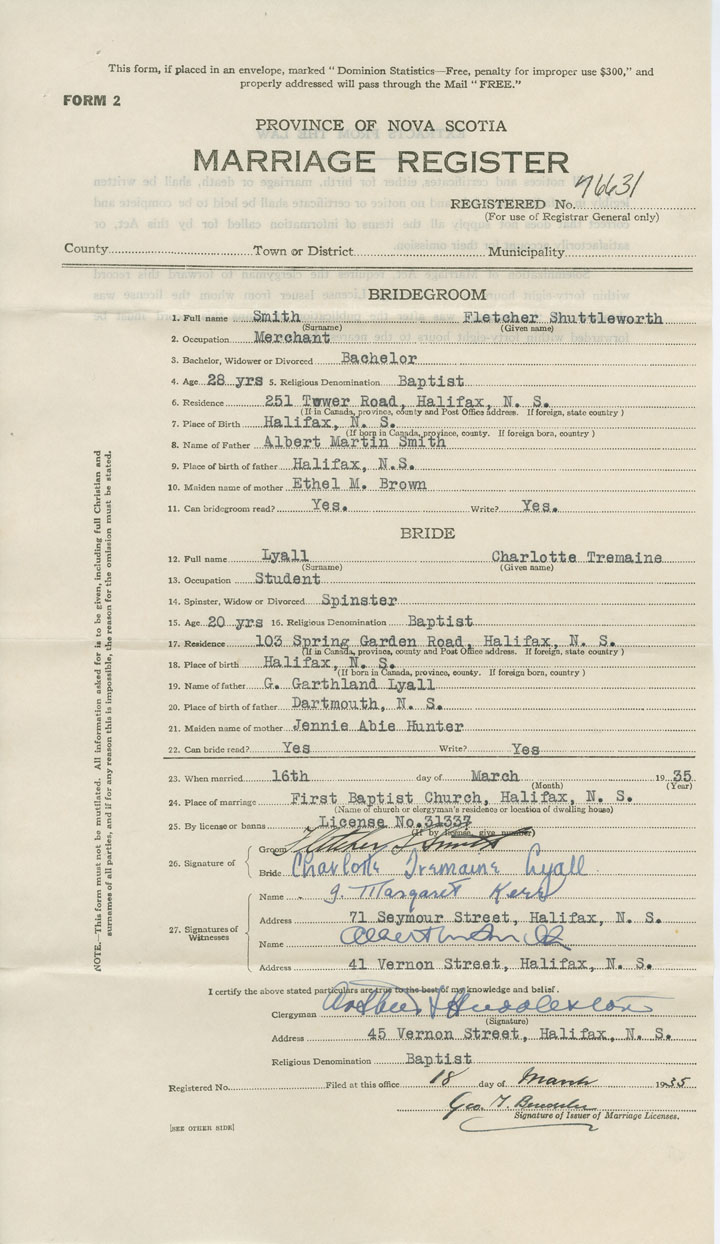 This form, if placed in an envelope, marked "Dominion Statistics—Free, penalty for improper use $300," and
properly addressed will pass through the Mail "FREE."
FORM 2
PROVINCE OF NOVA SCOTIA
MARRIAGE REGISTER
REGISTERED No. 76631
(For use of Registrar General only)
County Town or District Municipality
BRIDEGROOM
1. Full name Smith Fletcher Shuttleworth
(Surname) (Given name)
2. Occupation Merchant
3. Bachelor, Widower or Divorced Bachelor
4. Age 28 yrs 5. Religious Denomination Baptist
6. Residence 251 Tower Road, Halifax, N. S.
(If in Canada, province, county and Post Office address. If foreign, state country)
7. Place of Birth Halifax, N. S.
(If born in Canada, province, county. If foreign born, country)
8. Name of Father Albert Martin Smith
9. Place of birth of father Halifax, N.S.
10. Maiden name of mother Ethel M. Brown
11. Can bridegroom read? Yes. Write? Yes.
BRIDE
12. Full name Lyall Charlotte Tremaine
(Surname) (Given name)
13. Occupation Student
14. Spinster, Widow or Divorced Spinster
15. Age 20 yrs 16. Religious Denomination Baptist
17. Residence 103 Spring Garden Road, Halifax, N. S.
(If in Canada, province, county and Post Office address. If foreign, state country)
18. Place of birth Halifax, N. S.
(If born in Canada, province, county. If foreign born, country)
19. Name of father G. Garthland Lyall
20. Place of birth of father Dartmouth, N. S.
21. Maiden name of mother Jennie Abie Hunter
22. Can bride read? Yes Write? Yes
23. When married 16th day of March 1935
(Month) (Year)
24. Place of marriage First Baptist Church, Halifax, N. S.
(Name of church or clergyman's residence or location of dwelling house)
25. By license or banns License No. 31337
(If by license, give number)
26. Signature of
Groom Fletcher S Smith
Bride Charlotte Tremaine Lyall
27. Signatures of Witnesses
Name J. Margaret Kerr
Address 71 Seymour Street, Halifax, N. S.
Name Albert M Smith
Address 41 Vernon Street, Halifax, N. S.
I certify the above stated particulars are true to the best of my knowledge and belief.
Clergyman Arthur Huddleston
(Signature)
Address 45 Vernon Street, Halifax, N. S.
Religious Denomination Baptist
Registered No. Filed at this office 18 day of March 1935
Geo. T.
Signature of Issuer of Marriage Licenses.
[SEE OTHER SIDE]
NOTE.—This form must not be mutilated. All information asked for is to be given, including full Christian and
surnames of all parties, and if for any reason this is impossible, the reason for the omission must be stated.